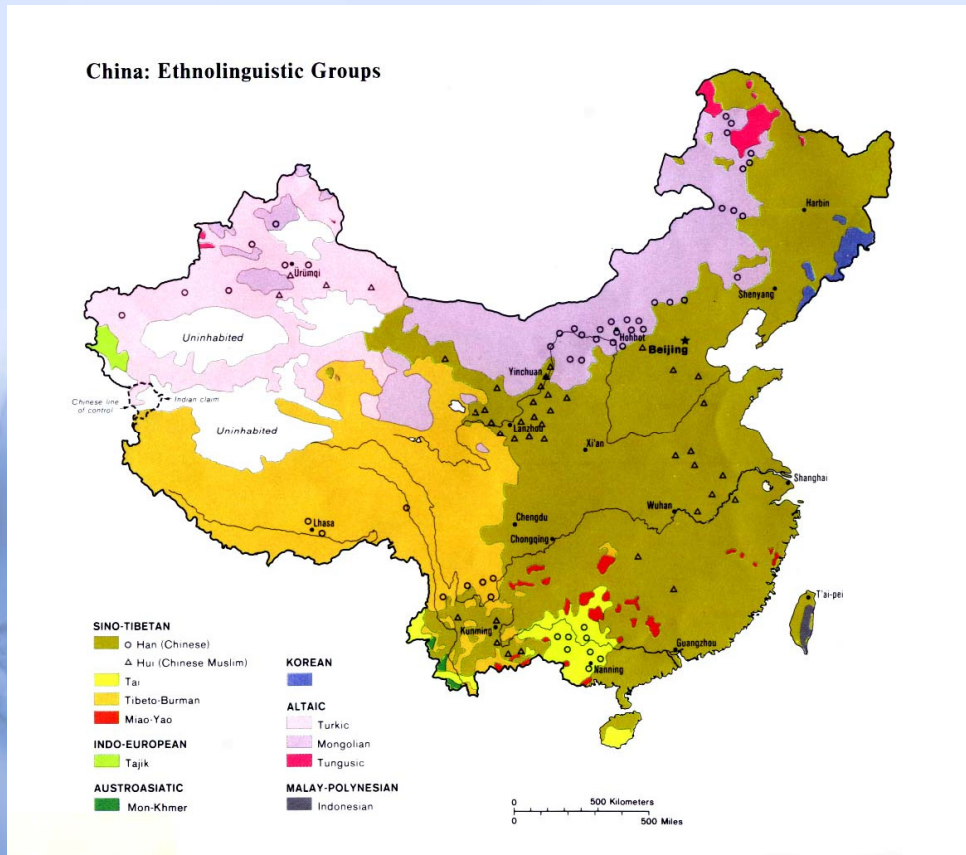 China: Ethnolinguistic Groups
Harbin
Ürümqi
Shenyang
Uninhabited
Hohhot
Beijing
Yinchuan
Chinese line
of control
Indian claim
Uninhabited
Lanzhou
Xi'an
Shanghai
Wuhan
Chengdu
Lhasa
Chongqing
T'ai-pei
Kunming
Guangzhou
Nanning
SINO-TIBETAN
Han (Chinese)
Hui (Chinese Muslim)
Tai
Tibeto-Burman
Miao-Yao
INDO-EUROPEAN
Tajik
AUSTROASIATIC
Mon-Khmer
KOREAN
ALTAIC
Turkic
Mongolian
Tungusic
MALAY-POLYNESIAN
Indonesian
0 500 Kilometers
0 500 Miles